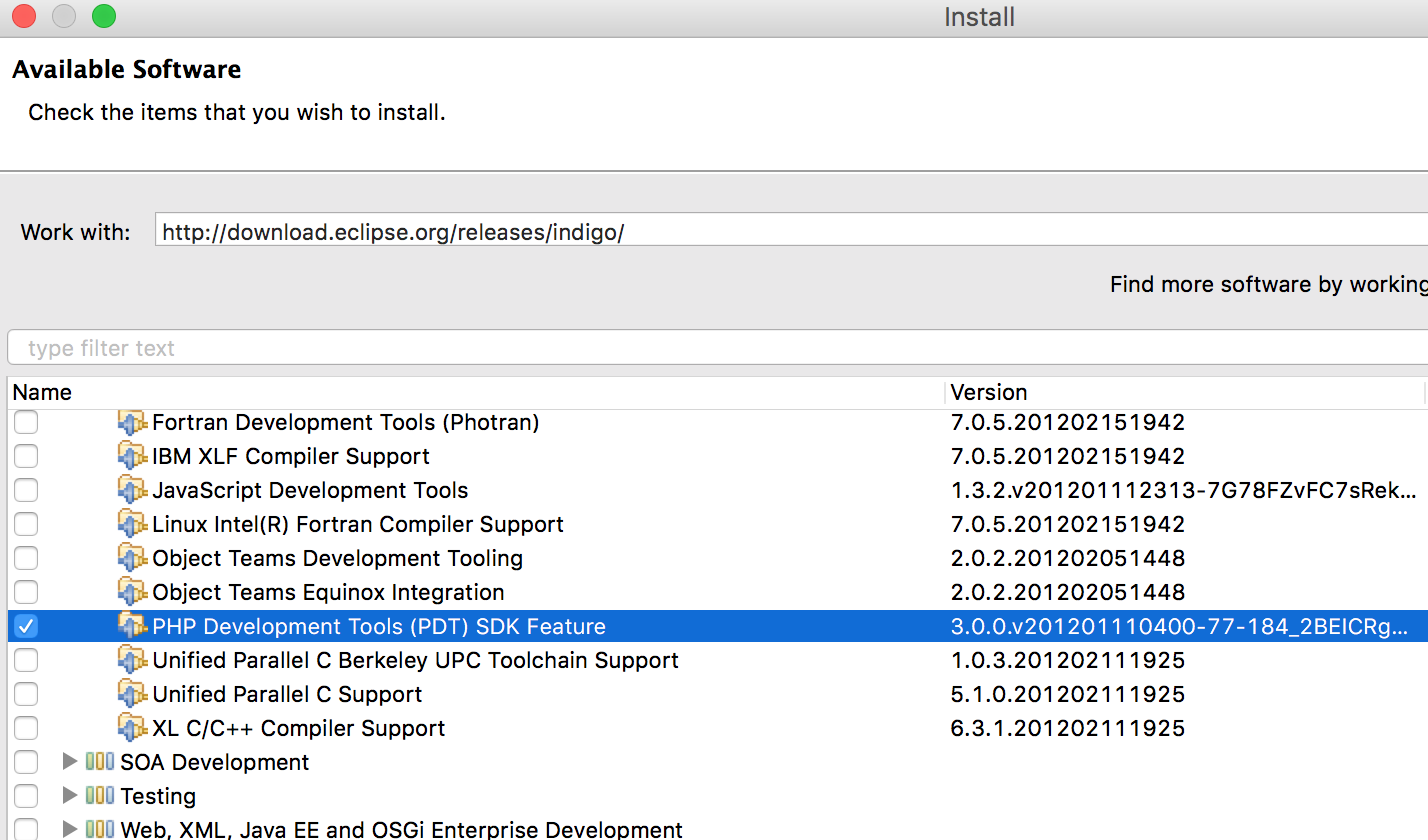 Install
Available Software
Check the items that you wish to install.
Work with: http://download.eclipse.org/releases/indigo/
Find more software by working
type filter text
Name Version
Fortran Development Tools (Photran) 7.0.5.201202151942
IBM XLF Compiler Support 7.0.5.201202151942
JavaScript Development Tools 1.3.2.v201201112313-7G78FZvFC7sRek...
Linux Intel(R) Fortran Compiler Support 7.0.5.201202151942
Object Teams Development Tooling 2.0.2.201202051448
Object Teams Equinox Integration 2.0.2.201202051448
PHP Development Tools (PDT) SDK Feature 3.0.0.v201201110400-77-184_2BEICRg...
Unified Parallel C Berkeley UPC Toolchain Support 1.0.3.201202111925
Unified Parallel C Support 5.1.0.201202111925
XL C/C++ Compiler Support 6.3.1.201202111925
SOA Development
Testing
Web, XML, Java EE and OSGi Enterprise Development